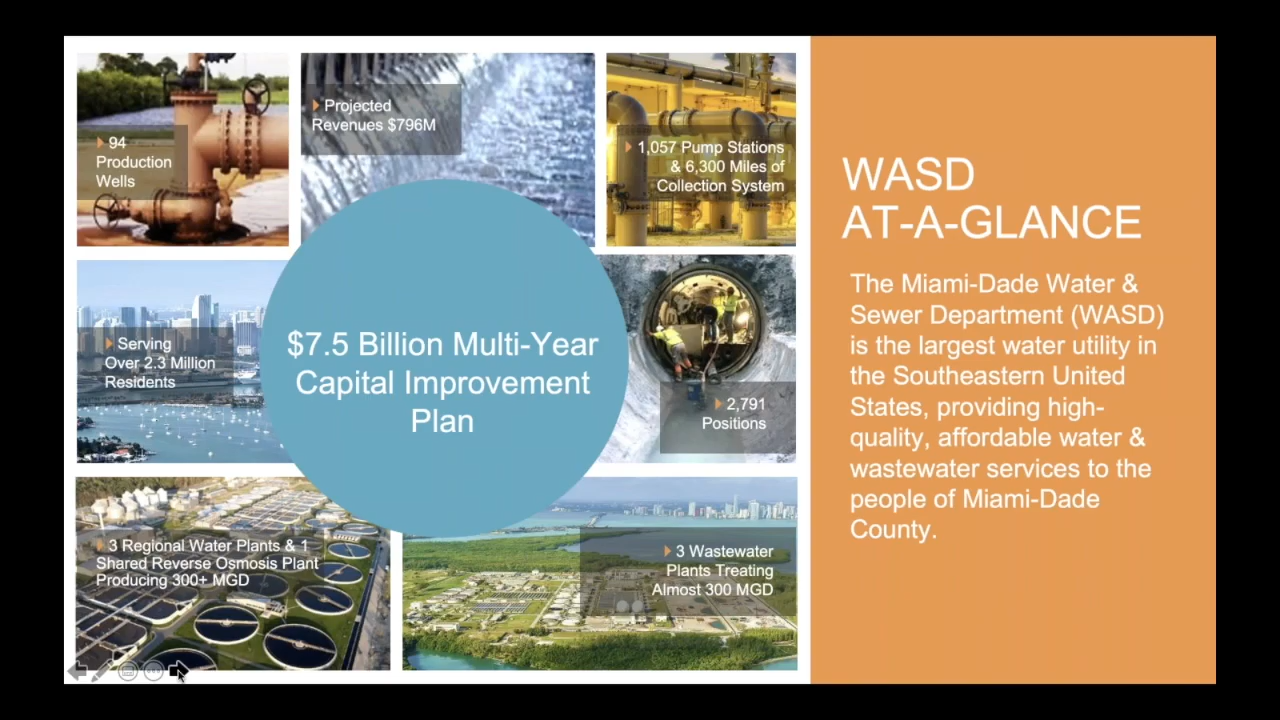 94
Production
Wells
Projected
Revenues $796M
1,057 Pump Stations
& 6,300 Miles of
Collection System
Serving
Over 2.3 Million
Residents
$7.5 Billion Multi-Year
Capital Improvement
Plan
2,791
Positions
3 Regional Water Plants & 1
Shared Reverse Osmosis Plant
Producing 300+ MGD
3 Wastewater
Plants Treating
Almost 300 MGD
WASD
AT-A-GLANCE
The Miami-Dade Water &
Sewer Department (WASD)
is the largest water utility in
the Southeastern United
States, providing high-
quality, affordable water &
wastewater services to the
people of Miami-Dade
County.